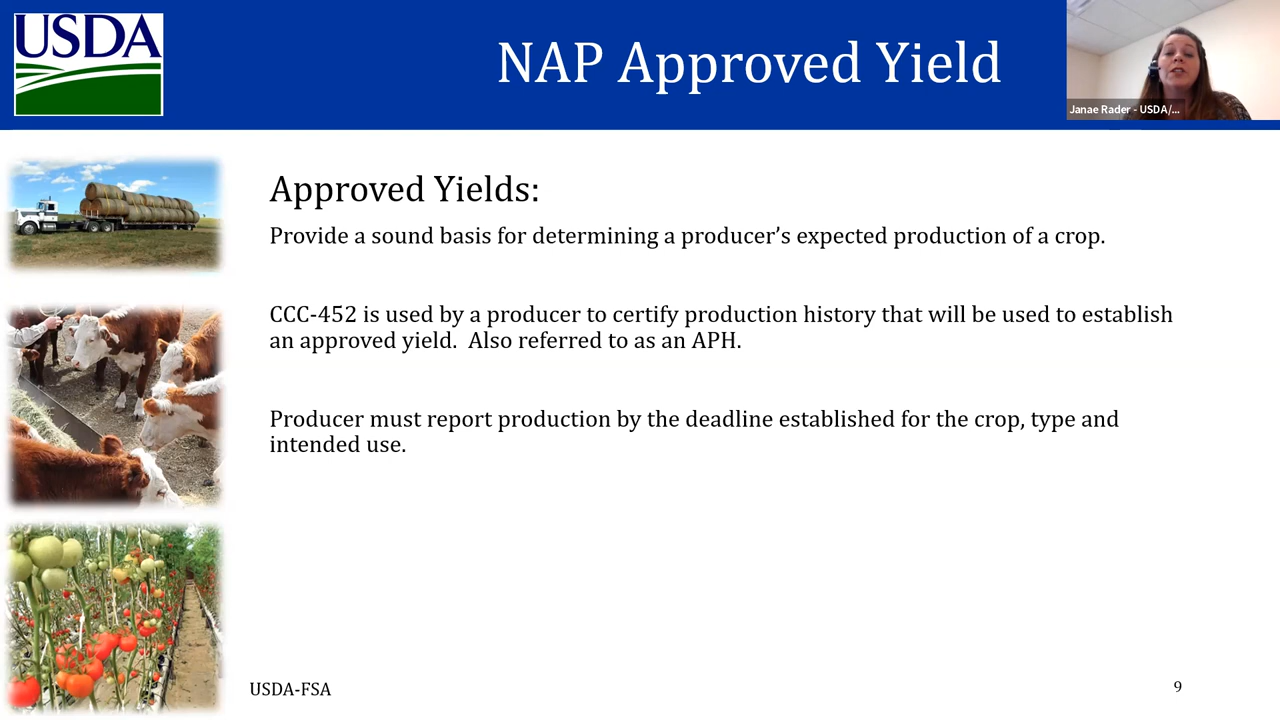 USDA
NAP Approved Yield
Janae Rader - USDA/...
Approved Yields:
Provide a sound basis for determining a producer’s expected production of a crop.
CCC-452 is used by a producer to certify production history that will be used to establish
an approved yield.  Also referred to as an APH.
Producer must report production by the deadline established for the crop, type and
intended use.
USDA-FSA
9